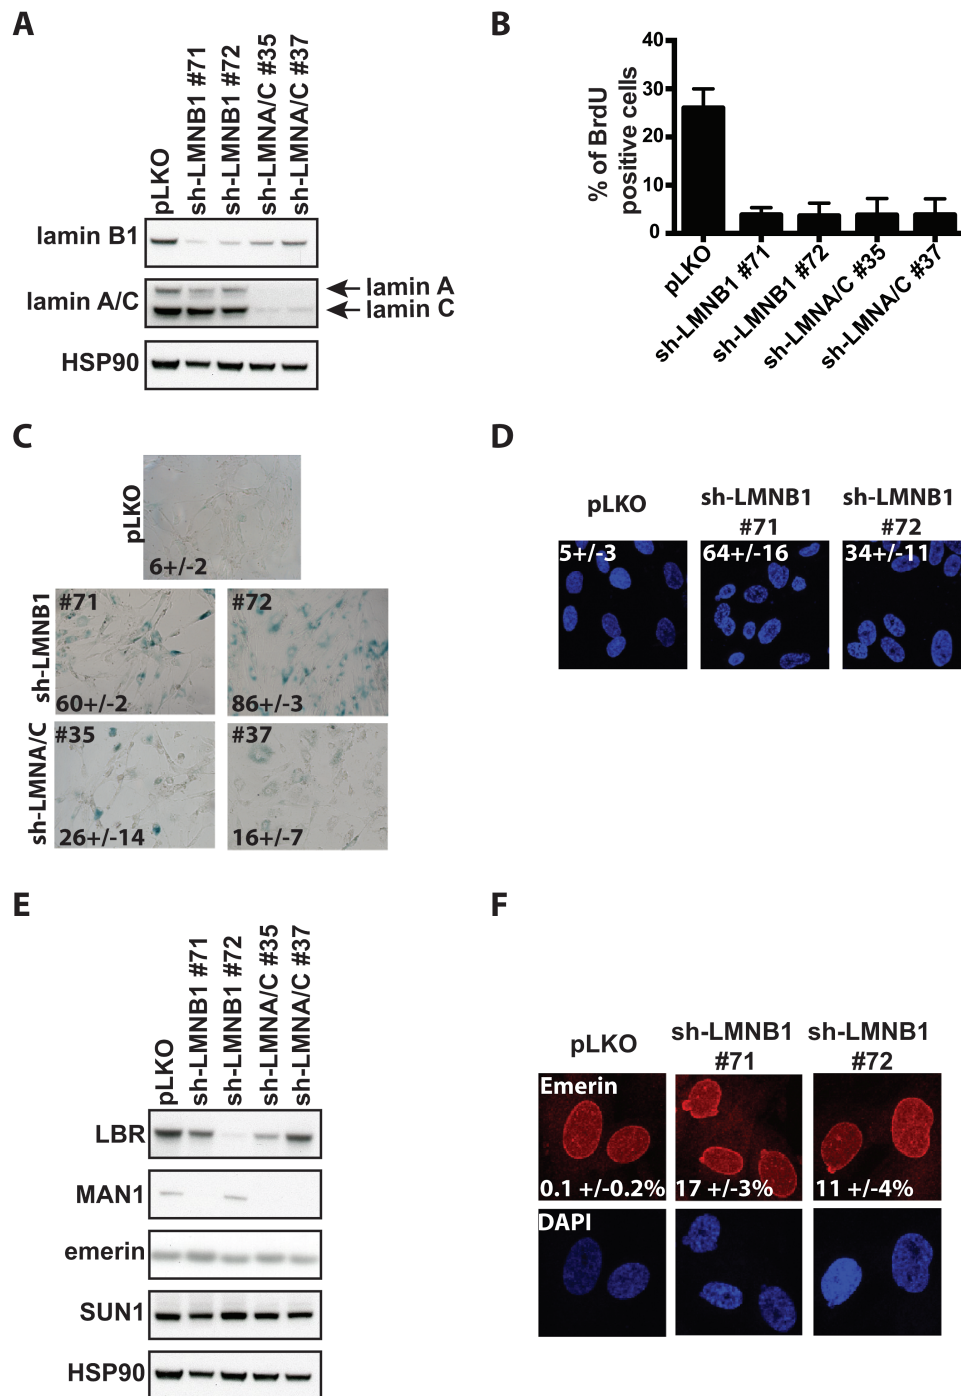 A
pLKO
sh-LMNB1 #71
sh-LMNB1 #72
sh-LMNA/C #35
sh-LMNA/C #37
lamin B1
lamin A/C
lamin A
lamin C
HSP90
B
% of BrdU
positive cells
40
30
20
10
0
pLKO
sh-LMNB1 #71
sh-LMNB1 #72
sh-LMNA/C #35
sh-LMNA/C #37
C
pLKO
6+/-2
sh-LMNB1
#71
60+/-2
#72
86+/-3
sh-LMNA/C
#35
26+/-14
#37
16+/-7
D
pLKO
sh-LMNB1
#71
sh-LMNB1
#72
5+/-3
64+/-16
34+/-11
E
pLKO
sh-LMNB1 #71
sh-LMNB1 #72
sh-LMNA/C #35
sh-LMNA/C #37
LBR
MAN1
emerin
SUN1
HSP90
F
pLKO
sh-LMNB1
#71
sh-LMNB1
#72
Emerin
0.1 +/-0.2%
17 +/-3%
11 +/-4%
DAPI